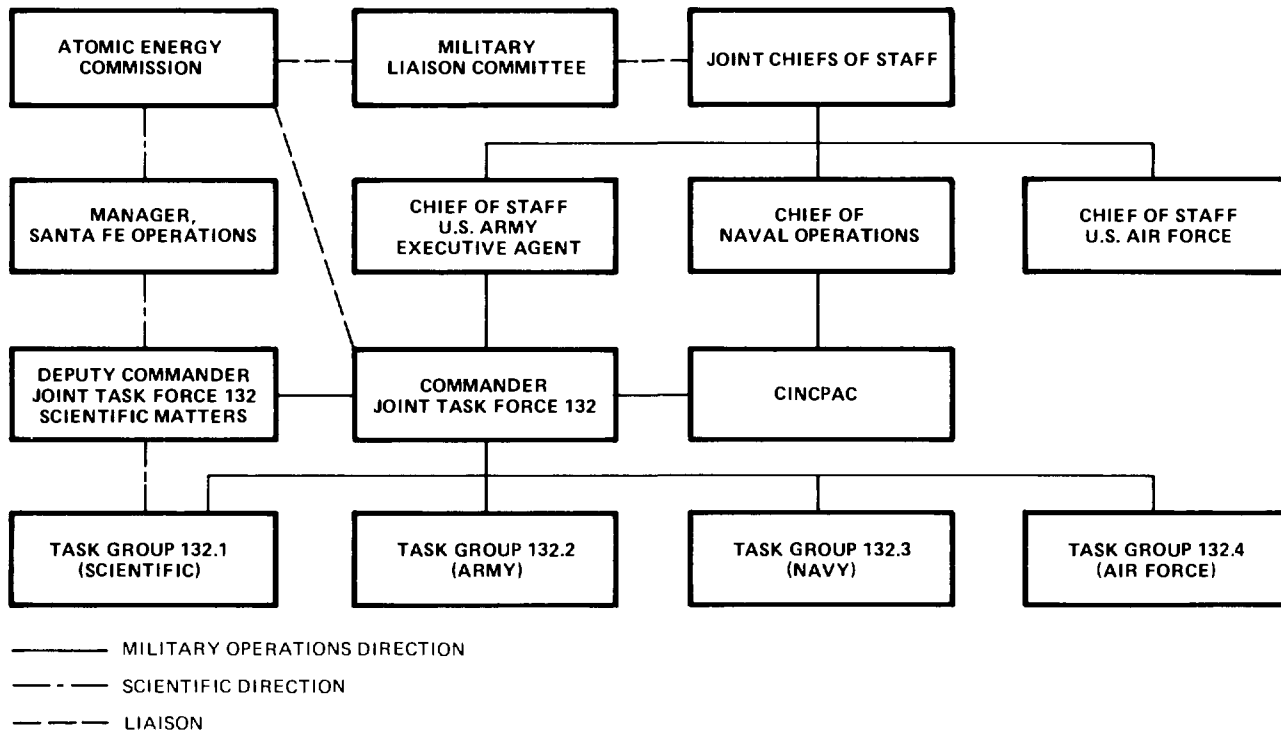 ATOMIC ENERGY
COMMISSION
MILITARY
LIAISON COMMITTEE
JOINT CHIEFS OF STAFF
MANAGER,
SANTA FE OPERATIONS
CHIEF OF STAFF
U.S. ARMY
EXECUTIVE AGENT
CHIEF OF
NAVAL OPERATIONS
CHIEF OF STAFF
U.S. AIR FORCE
DEPUTY COMMANDER
JOINT TASK FORCE 132
SCIENTIFIC MATTERS
COMMANDER
JOINT TASK FORCE 132
CINCPAC
TASK GROUP 132.1
(SCIENTIFIC)
TASK GROUP 132.2
(ARMY)
TASK GROUP 132.3
(NAVY)
TASK GROUP 132.4
(AIR FORCE)
MILITARY OPERATIONS DIRECTION
SCIENTIFIC DIRECTION
LIAISON